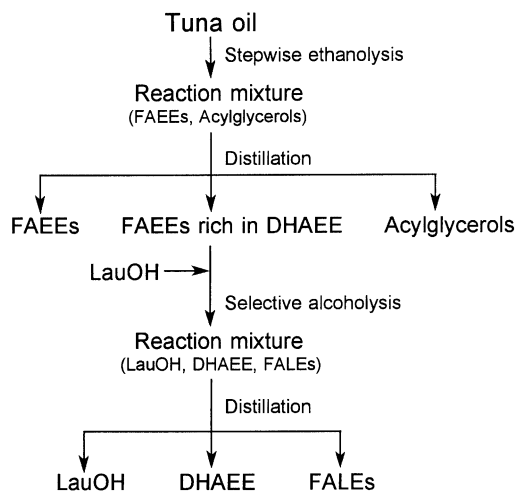 Tuna oil
Stepwise ethanolysis
Reaction mixture
(FAEEs, Acylglycerols)
Distillation
FAEEs FAEEs rich in DHAEE Acylglycerols
LauOH
Selective alcoholysis
Reaction mixture
(LauOH, DHAEE, FALEs)
Distillation
LauOH DHAEE FALEs